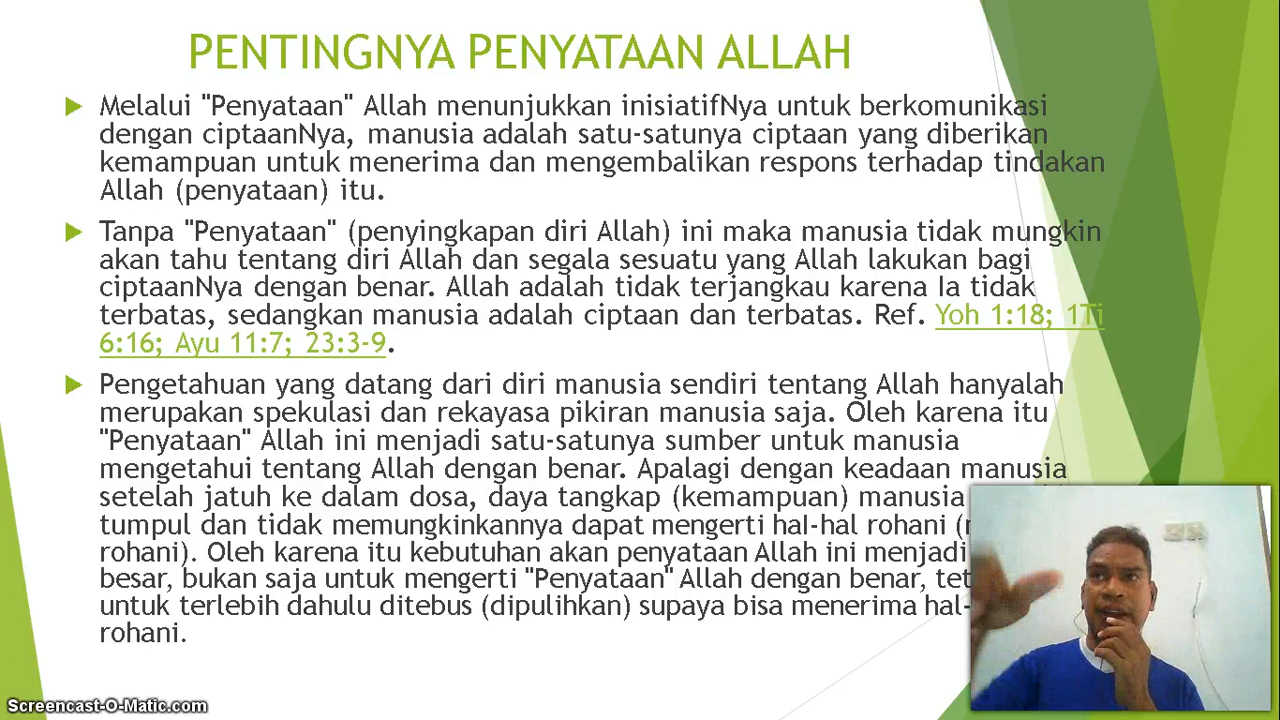 PENTINGNYA PENYATAAN ALLAH
Melalui "Penyataan" Allah menunjukkan inisiatifNya untuk berkomunikasi
dengan ciptaanNya, manusia adalah satu-satunya ciptaan yang diberikan
kemampuan untuk menerima dan mengembalikan respons terhadap tindakan
Allah (penyataan) itu.
Tanpa "Penyataan" (penyingkapan diri Allah) ini maka manusia tidak mungkin
akan tahu tentang diri Allah dan segala sesuatu yang Allah lakukan bagi
ciptaanNya dengan benar. Allah adalah tidak terjangkau karena Ia tidak
terbatas, sedangkan manusia adalah ciptaan dan terbatas. Ref. Yoh 1:18; 1Ti
6:16; Ayu 11:7; 23:3-9.
Pengetahuan yang datang dari diri manusia sendiri tentang Allah hanyalah
merupakan spekulasi dan rekayasa pikiran manusia saja. Oleh karena itu
"Penyataan" Allah ini menjadi satu-satunya sumber untuk manusia
mengetahui tentang Allah dengan benar. Apalagi dengan keadaan manusia
setelah jatuh ke dalam dosa, daya tangkap (kemampuan) manusia
tumpul dan tidak memungkinkannya dapat mengerti hal-hal rohani
rohani). Oleh karena itu kebutuhan akan penyataan Allah ini menjadi
besar, bukan saja untuk mengerti "Penyataan" Allah dengan benar,
untuk terlebih dahulu ditebus (dipulihkan) supaya bisa menerima hal-
rohani.
Screencast-O-Matic.com